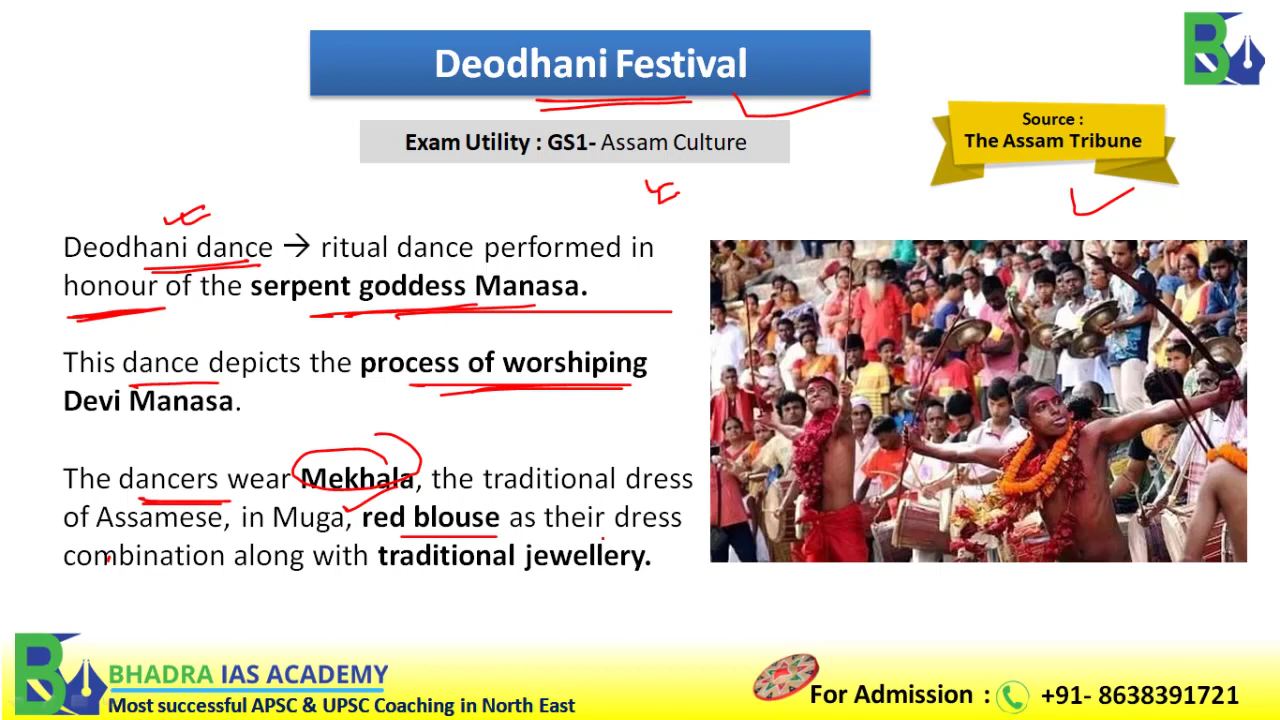 Deodhani Festival
Exam Utility : GS1- Assam Culture
Source :
The Assam Tribune
Deodhani dance → ritual dance performed in
honour of the serpent goddess Manasa.
This dance depicts the process of worshiping
Devi Manasa.
The dancers wear Mekhala, the traditional dress
of Assamese, in Muga, red blouse as their dress
combination along with traditional jewellery.
BHADRA IAS ACADEMY
Most successful APSC & UPSC Coaching in North East
For Admission : +91- 8638391721